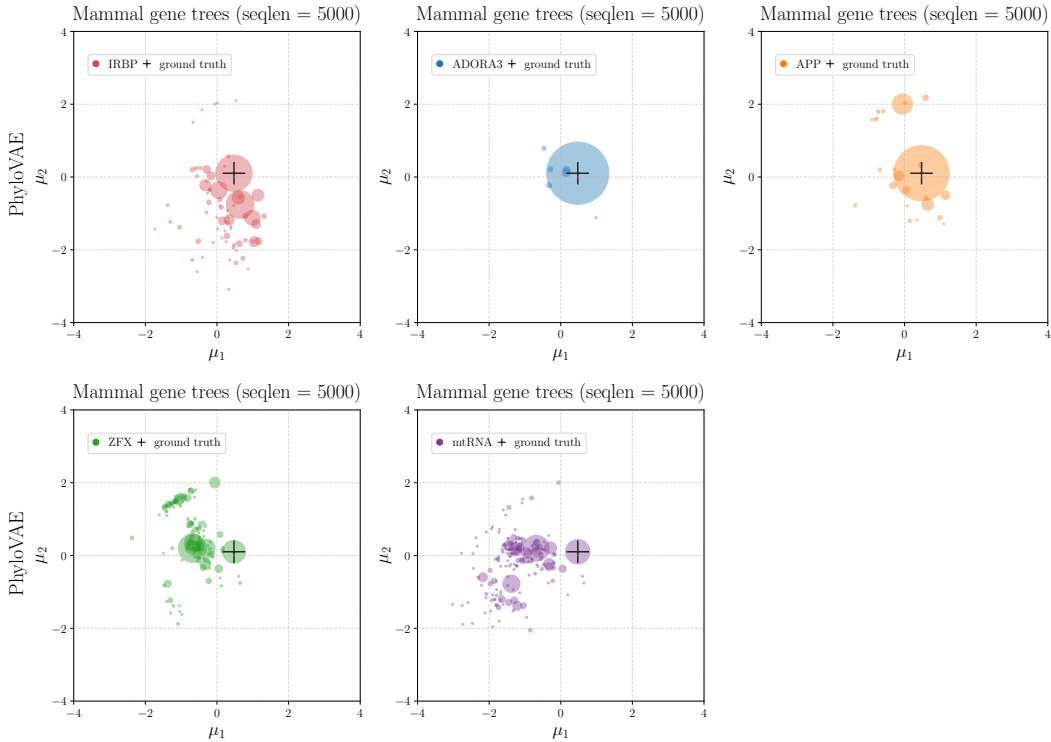 Mammal gene trees (seqlen = 5000)
Mammal gene trees (seqlen = 5000)
Mammal gene trees (seqlen = 5000)
PhyloVAE
μ2
4
2
0
−2
−4
IRBP + ground truth
−4 −2 0 2 4
μ1
μ2
4
2
0
−2
−4
ADORA3 + ground truth
−4 −2 0 2 4
μ1
μ2
4
2
0
−2
−4
APP + ground truth
−4 −2 0 2 4
μ1
Mammal gene trees (seqlen = 5000)
Mammal gene trees (seqlen = 5000)
PhyloVAE
μ2
4
2
0
−2
−4
ZFX + ground truth
−4 −2 0 2 4
μ1
μ2
4
2
0
−2
−4
mtRNA + ground truth
−4 −2 0 2 4
μ1